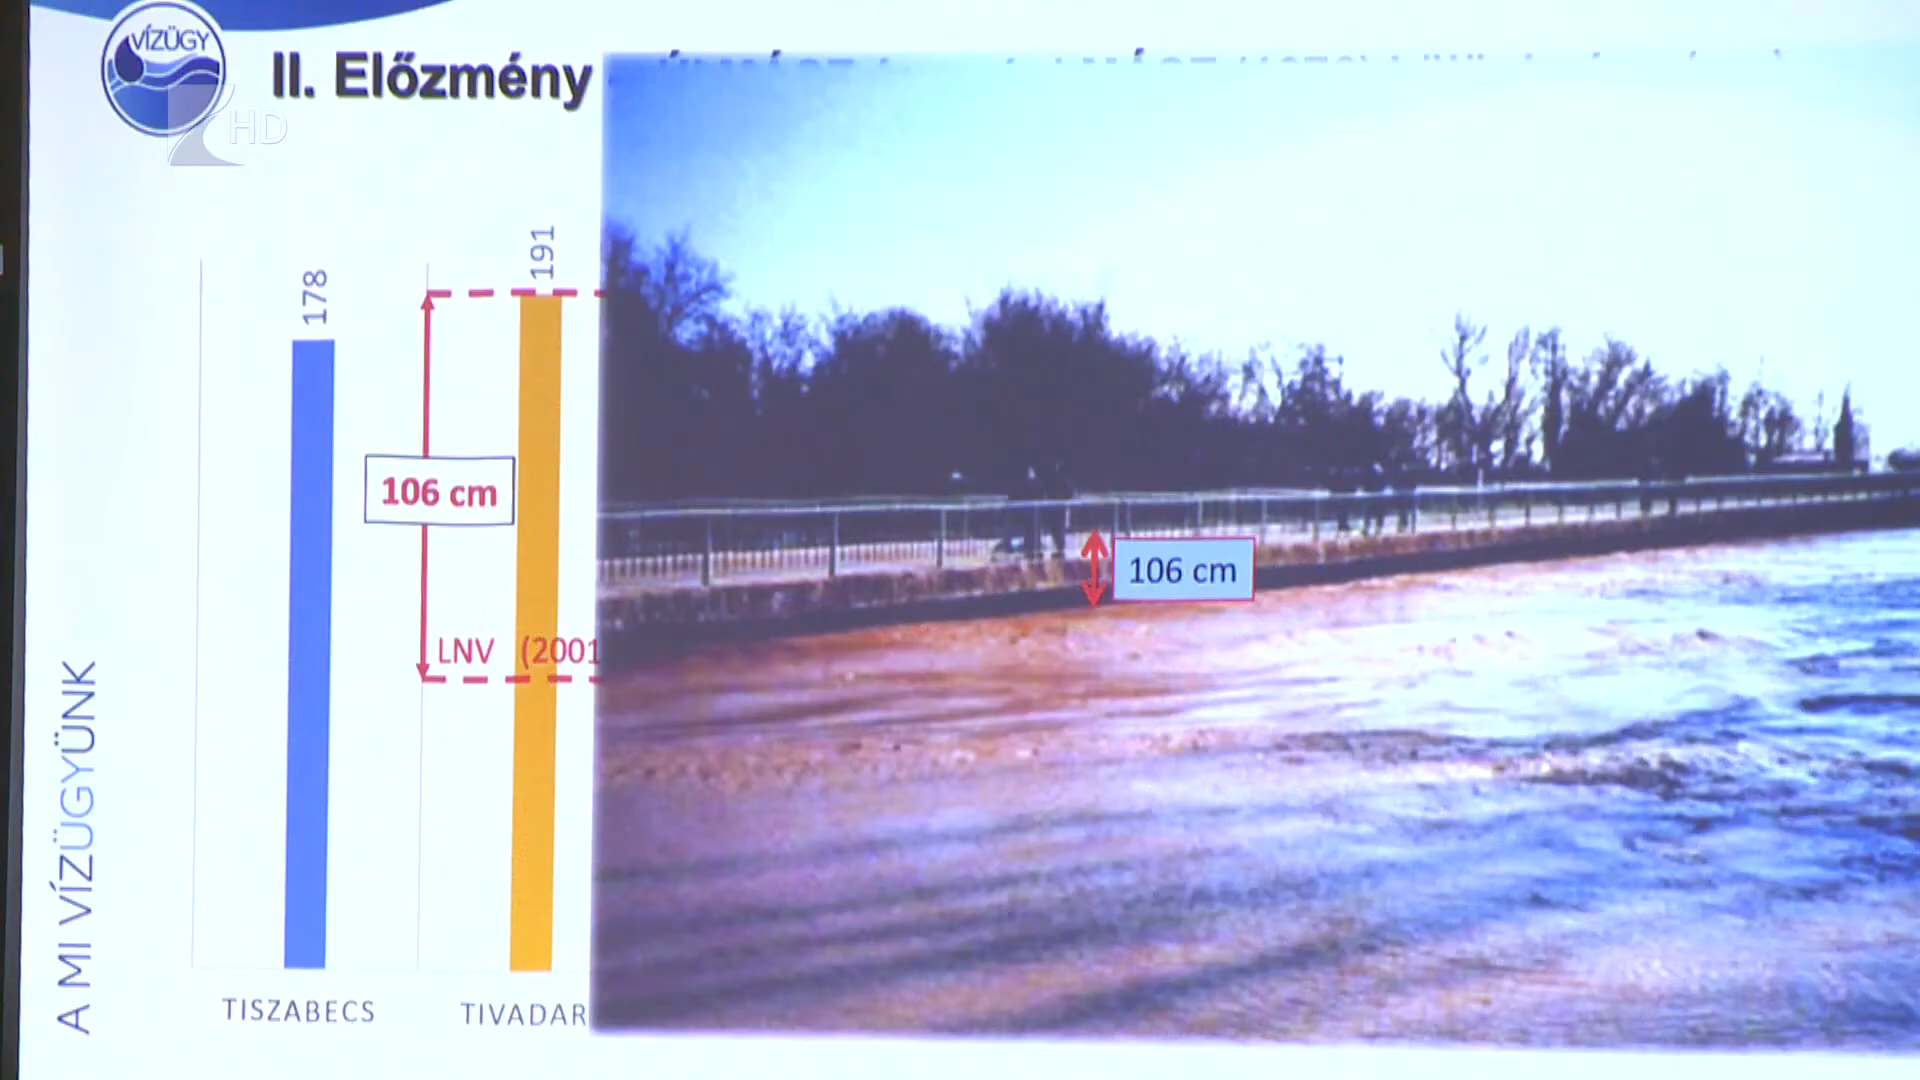 VÍZÜGY
II. Előzmény
HD
178
191
106 cm
LNV (2001
106 cm
TISZABECS
TIVADAR
A MI VÍZÜGYÜNK